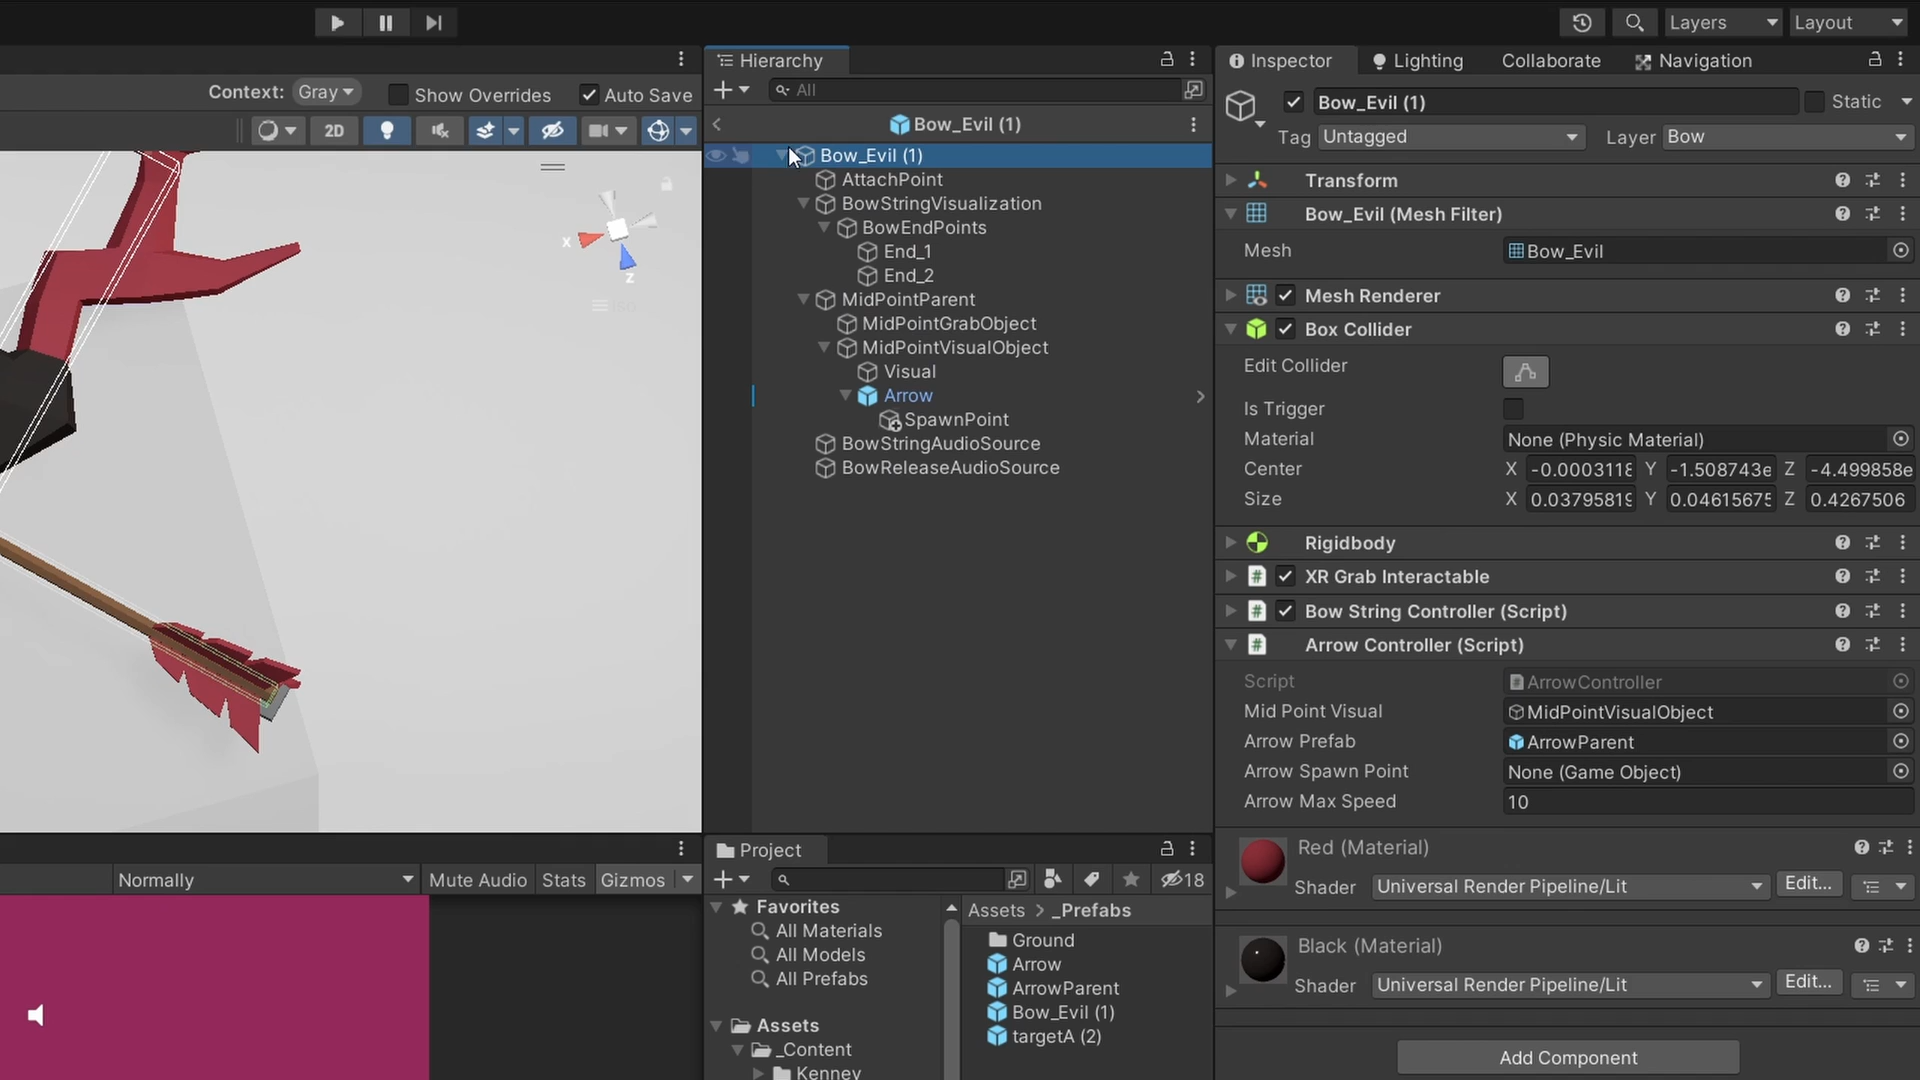 Layers
Layout
Hierarchy
Inspector
Lighting
Collaborate
Navigation
Context: Gray
Show Overrides
Auto Save
All
Bow_Evil (1)
Static
2D
Bow_Evil (1)
Tag Untagged
Layer Bow
Bow_Evil (1)
AttachPoint
BowStringVisualization
BowEndPoints
End_1
End_2
MidPointParent
MidPointGrabObject
MidPointVisualObject
Visual
Arrow
SpawnPoint
BowStringAudioSource
BowReleaseAudioSource
X
Z
Iso
Transform
Bow_Evil (Mesh Filter)
Mesh Bow_Evil
Mesh Renderer
Box Collider
Edit Collider
Is Trigger
Material None (Physic Material)
Center X -0.0003118 Y -1.508743e Z -4.499858e
Size X 0.03795819 Y 0.04615675 Z 0.4267506
Rigidbody
XR Grab Interactable
Bow String Controller (Script)
Arrow Controller (Script)
Script ArrowController
Mid Point Visual MidPointVisualObject
Arrow Prefab ArrowParent
Arrow Spawn Point None (Game Object)
Arrow Max Speed 10
Red (Material)
Shader Universal Render Pipeline/Lit Edit...
Black (Material)
Shader Universal Render Pipeline/Lit Edit...
Add Component
Normally
Mute Audio Stats Gizmos
Project
18
Favorites
All Materials
All Models
All Prefabs
Assets
_Content
Kenney
Assets > _Prefabs
Ground
Arrow
ArrowParent
Bow_Evil (1)
targetA (2)